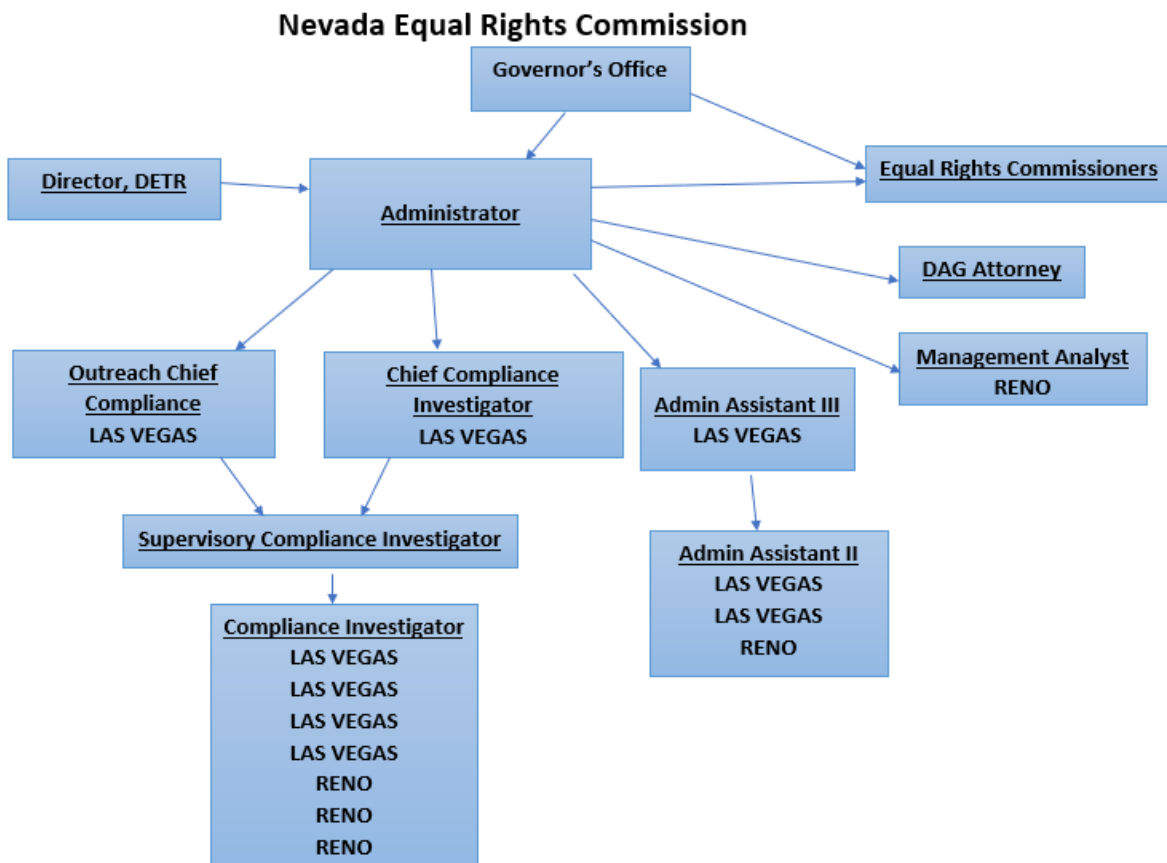 Nevada Equal Rights Commission
Governor’s Office
Director, DETR
Administrator
Equal Rights Commissioners
DAG Attorney
Management Analyst
RENO
Outreach Chief
Compliance
LAS VEGAS
Chief Compliance
Investigator
LAS VEGAS
Admin Assistant III
LAS VEGAS
Supervisory Compliance Investigator
Admin Assistant II
LAS VEGAS
LAS VEGAS
RENO
Compliance Investigator
LAS VEGAS
LAS VEGAS
LAS VEGAS
LAS VEGAS
RENO
RENO
RENO